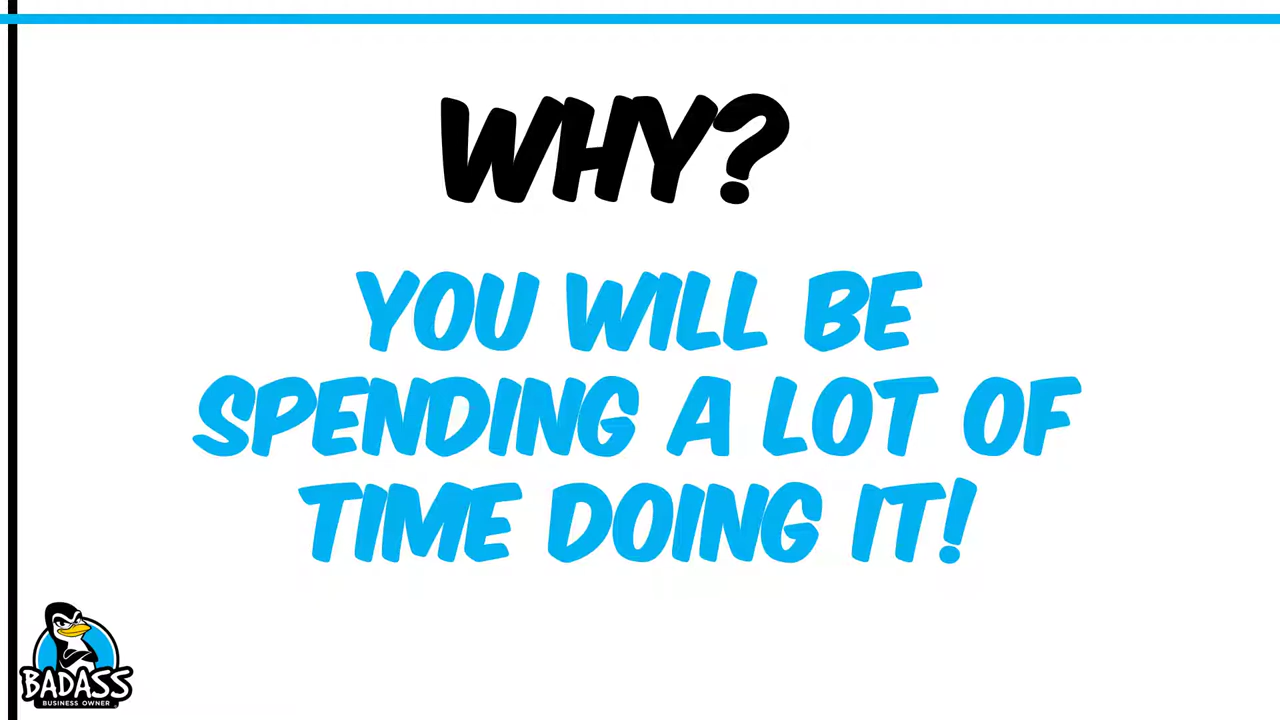 WHY?
YOU WILL BE
SPENDING A LOT OF
TIME DOING IT!
BADASS
BUSINESS OWNER